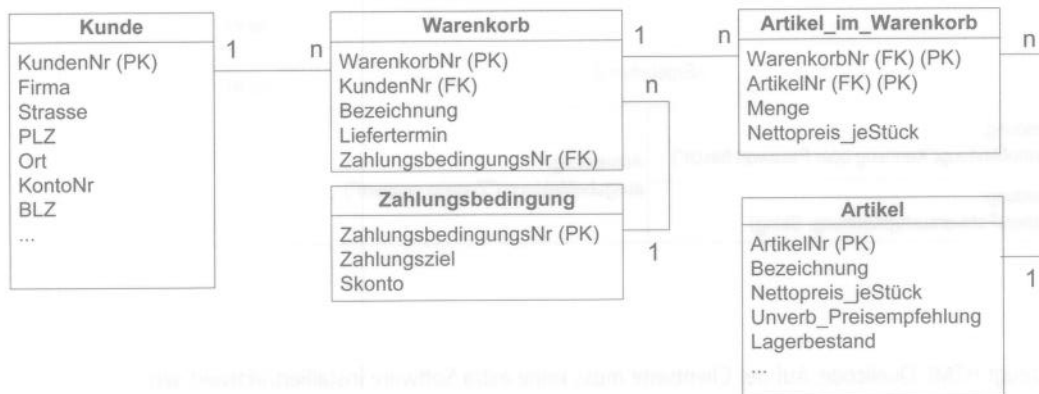 Kunde
KundenNr (PK)
Firma
Strasse
PLZ
Ort
KontoNr
BLZ
...
1
n
Warenkorb
WarenkorbNr (PK)
KundenNr (FK)
Bezeichnung
Liefertermin
ZahlungsbedingungsNr (FK)
1
n
n
Zahlungsbedingung
ZahlungsbedingungsNr (PK)
Zahlungsziel
Skonto
1
Artikel_im_Warenkorb
WarenkorbNr (FK) (PK)
ArtikelNr (FK) (PK)
Menge
Nettopreis_jeStück
n
Artikel
ArtikelNr (PK)
Bezeichnung
Nettopreis_jeStück
Unverb_Preisempfehlung
Lagerbestand
...
1